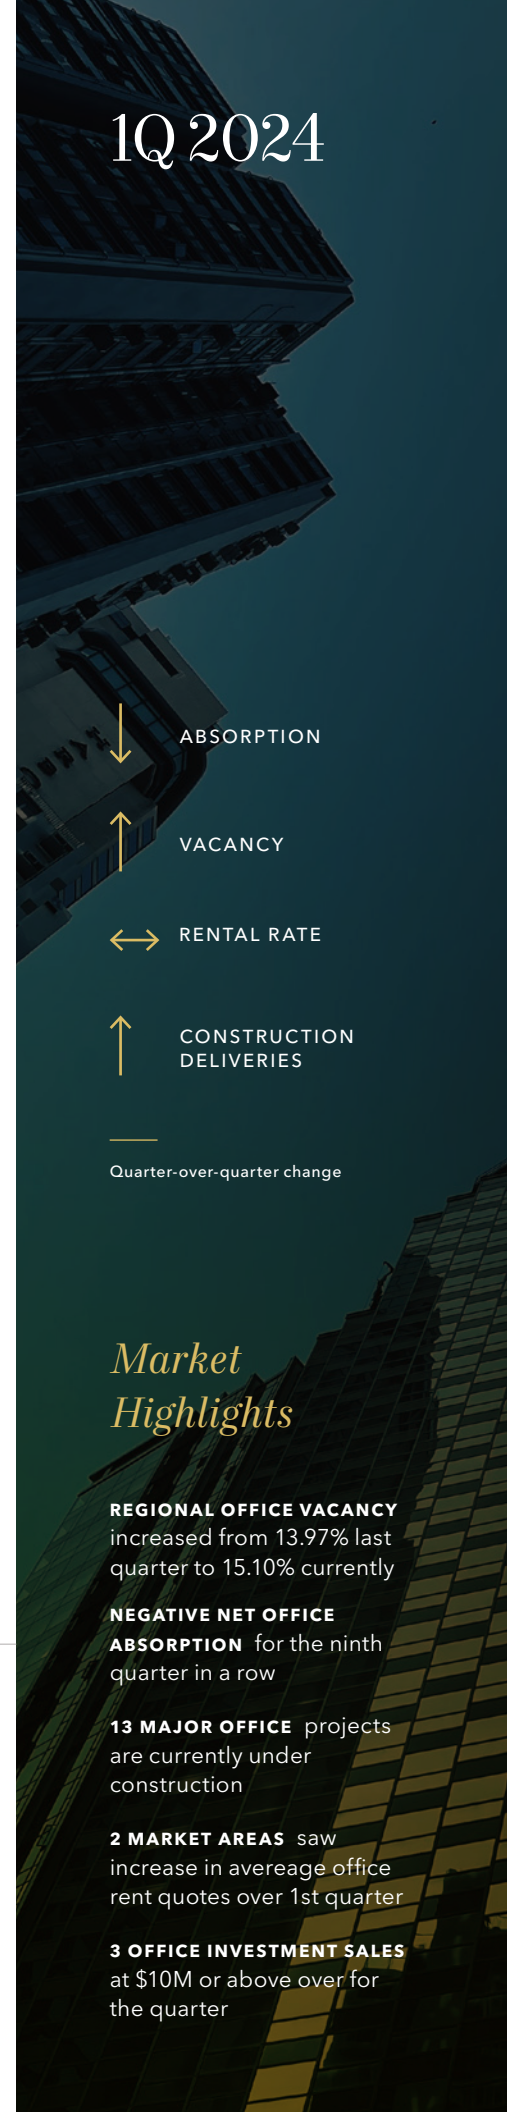 1Q 2024
ABSORPTION
VACANCY
RENTAL RATE
CONSTRUCTION
DELIVERIES
Quarter-over-quarter change
Market
Highlights
REGIONAL OFFICE VACANCY
increased from 13.97% last
quarter to 15.10% currently
NEGATIVE NET OFFICE
ABSORPTION for the ninth
quarter in a row
13 MAJOR OFFICE projects
are currently under
construction
2 MARKET AREAS saw
increase in avereage office
rent quotes over 1st quarter
3 OFFICE INVESTMENT SALES
at $10M or above over for
the quarter